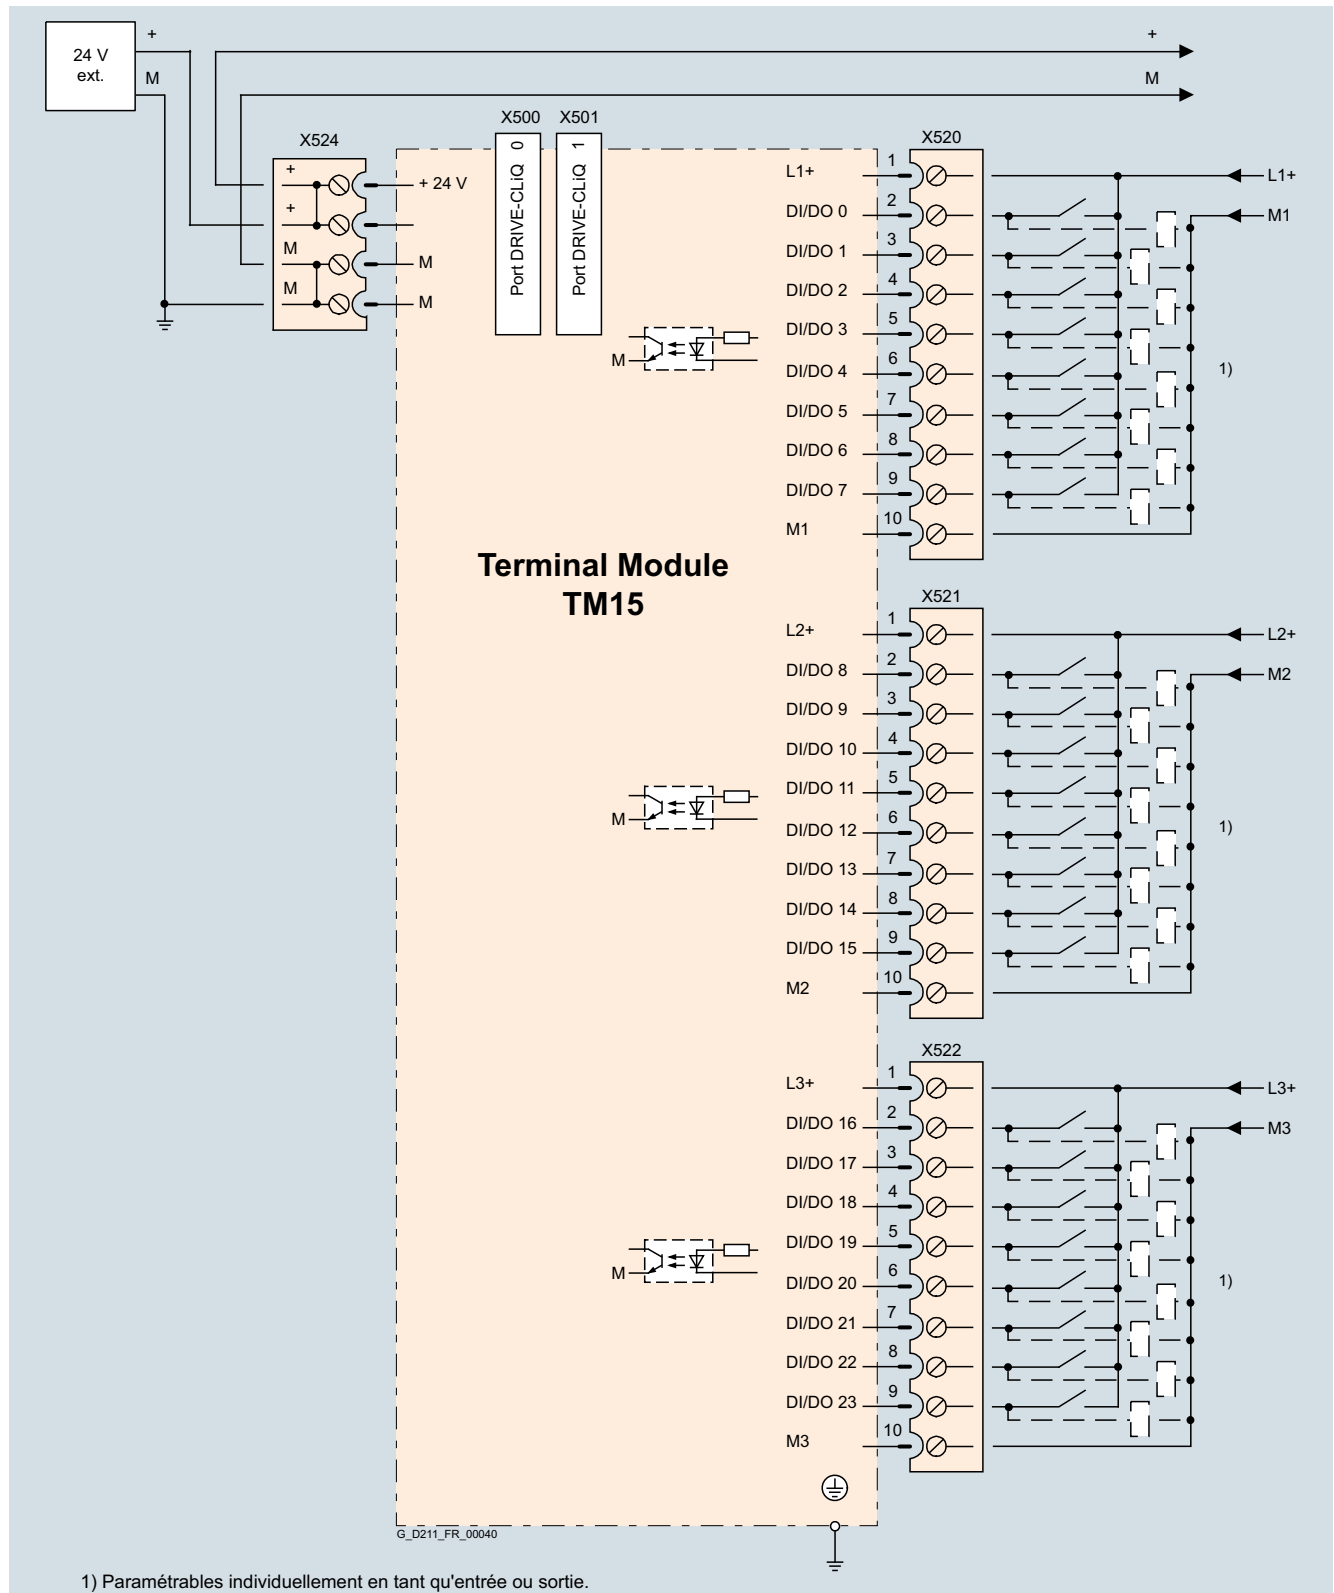 24 V
ext.
+
M
+
M
X524
+
+
M
M
+ 24 V
M
M
X500
X501
Port DRIVE-CLiQ 0
Port DRIVE-CLiQ 1
Terminal Module
TM15
X520
L1+ 1 L1+
DI/DO 0 2 M1
DI/DO 1 3
DI/DO 2 4
DI/DO 3 5
M
DI/DO 4 6 1)
DI/DO 5 7
DI/DO 6 8
DI/DO 7 9
M1 10
X521
L2+ 1 L2+
DI/DO 8 2 M2
DI/DO 9 3
DI/DO 10 4
DI/DO 11 5
M
DI/DO 12 6 1)
DI/DO 13 7
DI/DO 14 8
DI/DO 15 9
M2 10
X522
L3+ 1 L3+
DI/DO 16 2 M3
DI/DO 17 3
DI/DO 18 4
DI/DO 19 5
M
DI/DO 20 6 1)
DI/DO 21 7
DI/DO 22 8
DI/DO 23 9
M3 10
G_D211_FR_00040
1) Paramétrables individuellement en tant qu'entrée ou sortie.